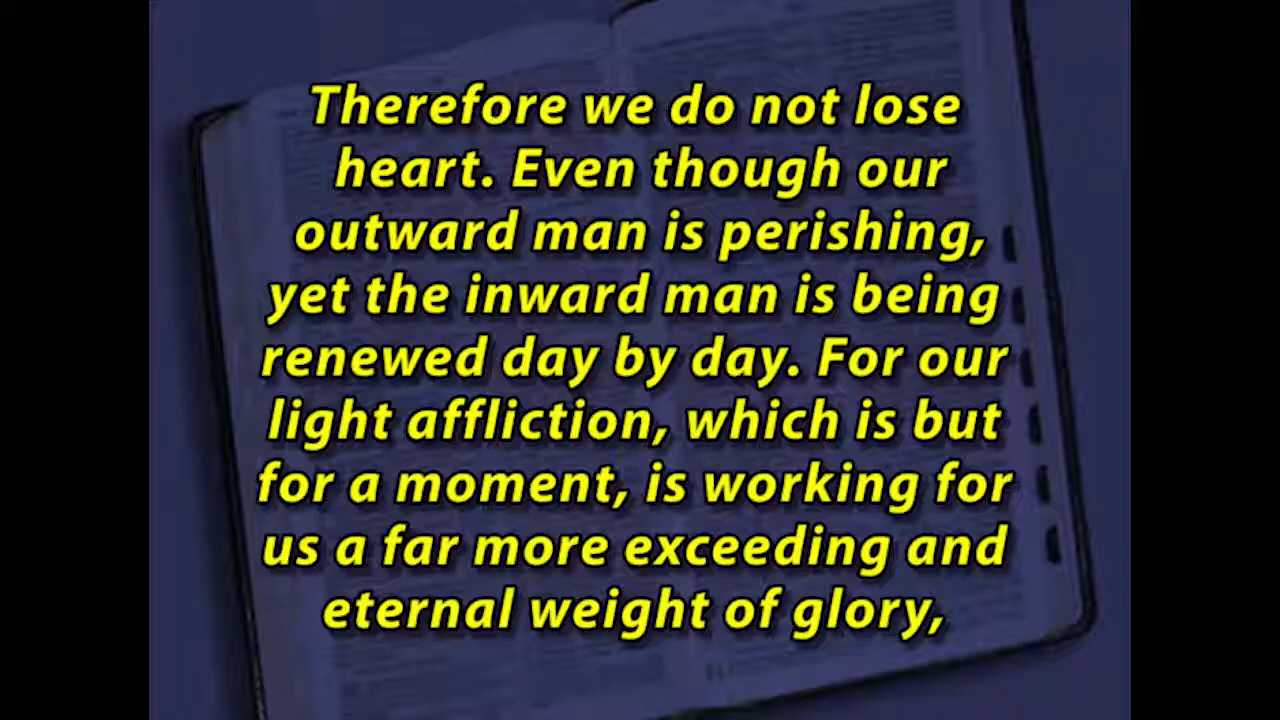 Therefore we do not lose
heart. Even though our
outward man is perishing,
yet the inward man is being
renewed day by day. For our
light affliction, which is but
for a moment, is working for
us a far more exceeding and
eternal weight of glory,